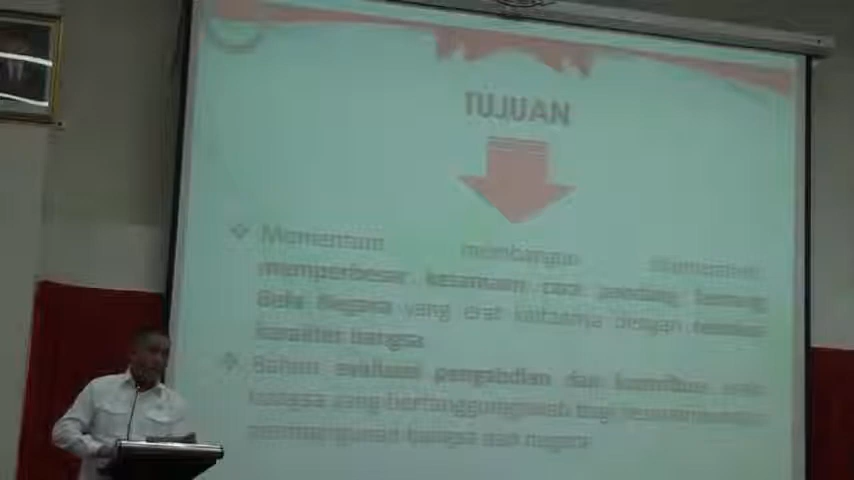 TUJUAN
Momentum membangun
memperbesar kesamaan cara pandang tentang
Bela Negara yang erat kaitannya dengan
karakter bangsa
Bahan evaluasi pengabdian dan kontribusi
bangsa yang bertanggungjawab bagi
bangsa dan negara